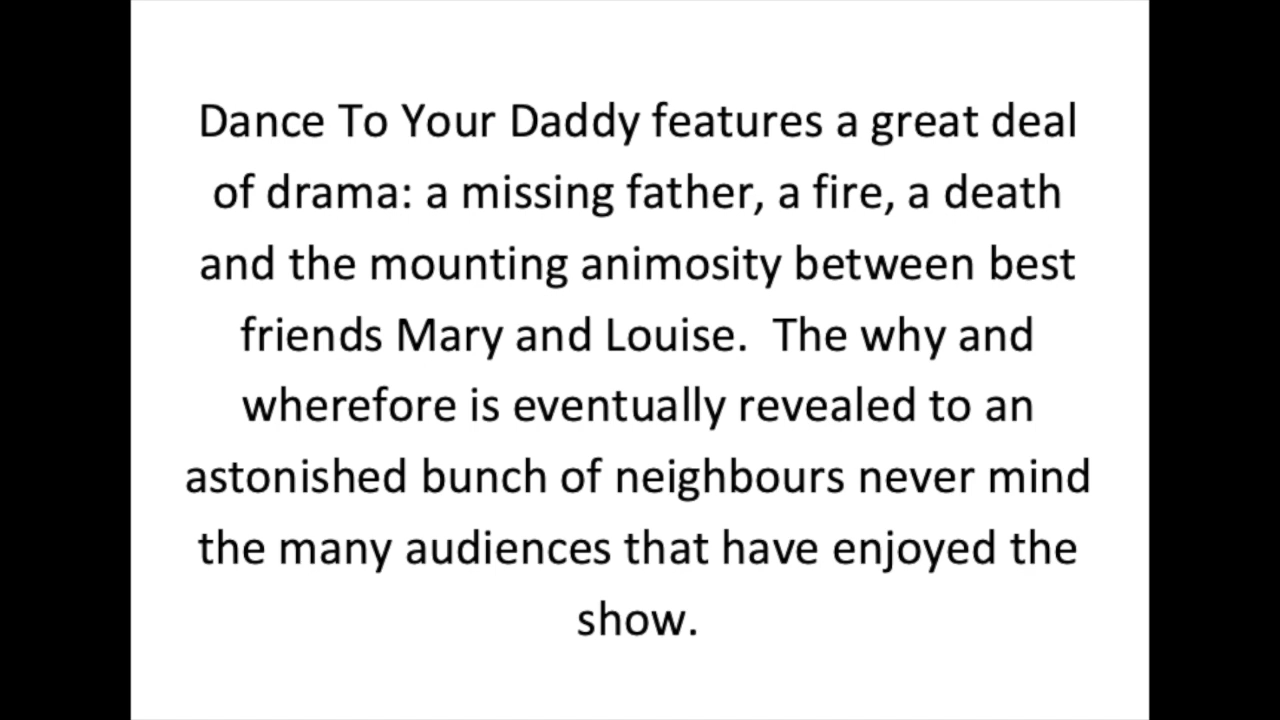 Dance To Your Daddy features a great deal
of drama: a missing father, a fire, a death
and the mounting animosity between best
friends Mary and Louise.  The why and
wherefore is eventually revealed to an
astonished bunch of neighbours never mind
the many audiences that have enjoyed the
show.